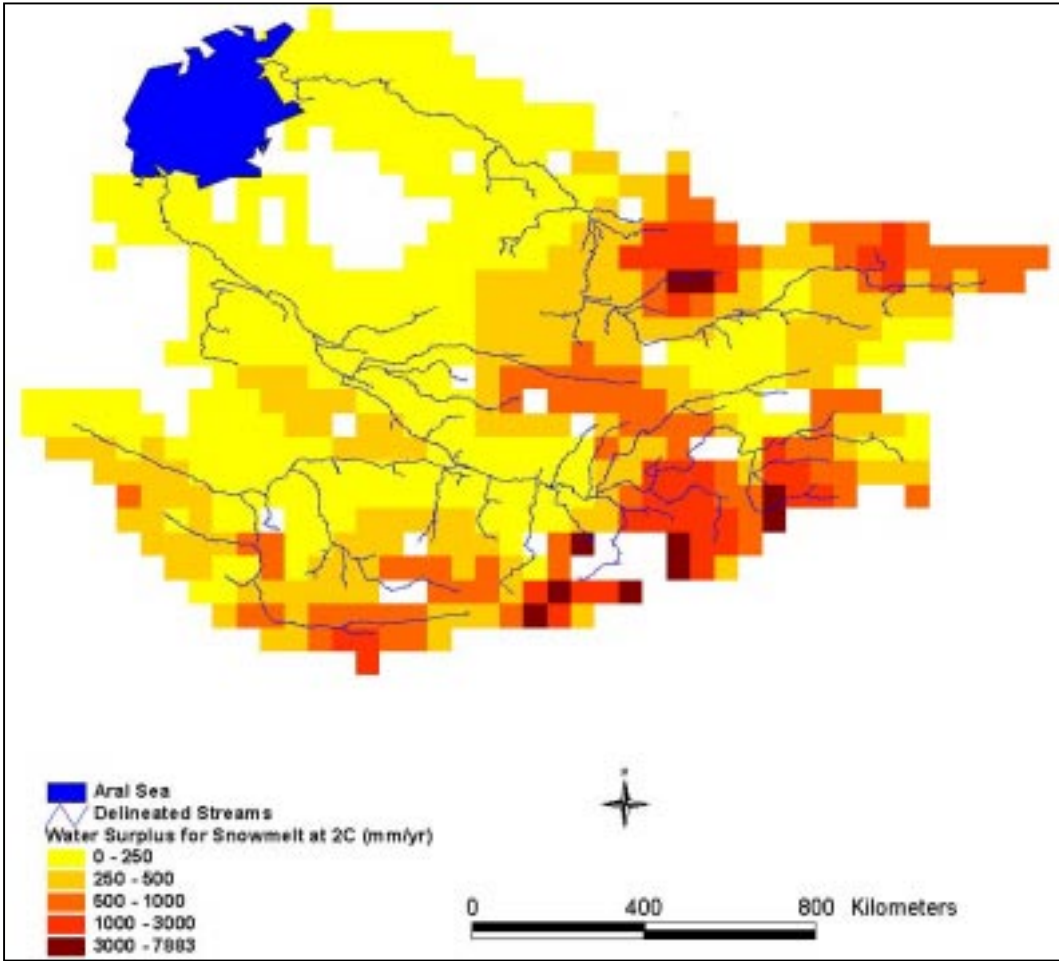 Aral Sea
Delineated Streams
Water Surplus for Snowmelt at 2C (mm/yr)
0 - 250
250 - 500
500 - 1000
1000 - 3000
3000 - 7883
0 400 800 Kilometers